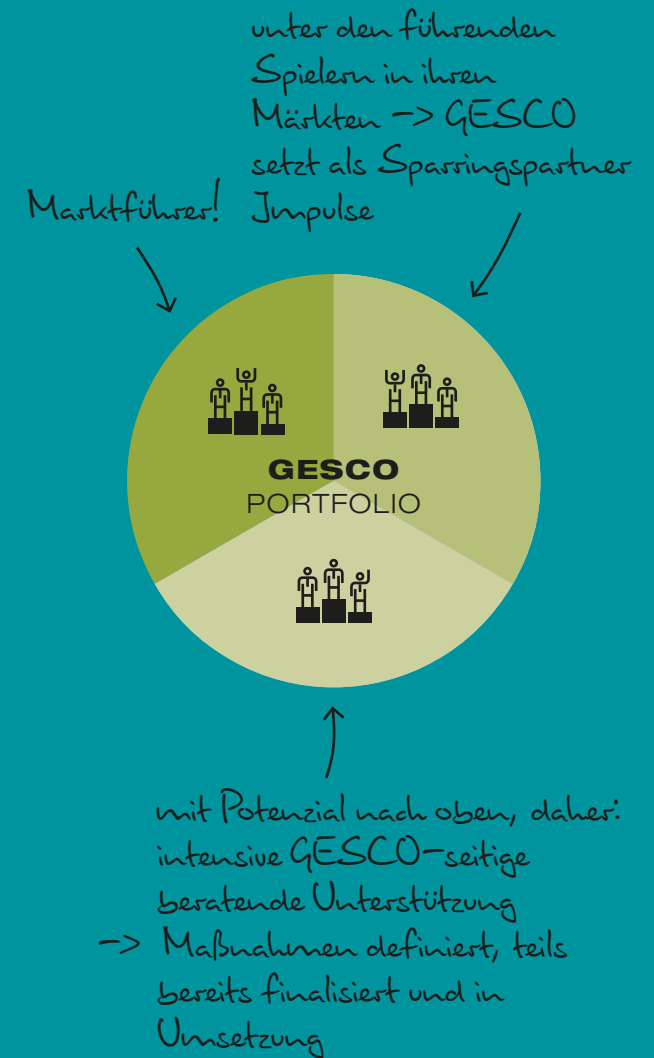 unter den führenden
Spielern in ihren
Märkten -> GESCO
setzt als Sparringspartner
Impulse
Marktführer!
GESCO
PORTFOLIO
mit Potenzial nach oben, daher:
intensive GESCO-seitige
beratende Unterstützung
-> Maßnahmen definiert, teils
bereits finalisiert und in
Umsetzung